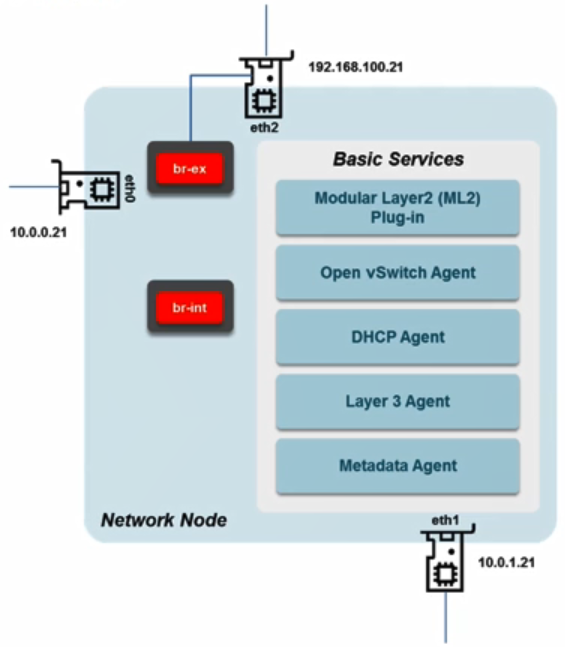 192.168.100.21
eth2
br-ex
Basic Services
Modular Layer2 (ML2)
Plug-in
eth0
10.0.0.21
Open vSwitch Agent
br-int
DHCP Agent
Layer 3 Agent
Metadata Agent
Network Node
eth1
10.0.1.21